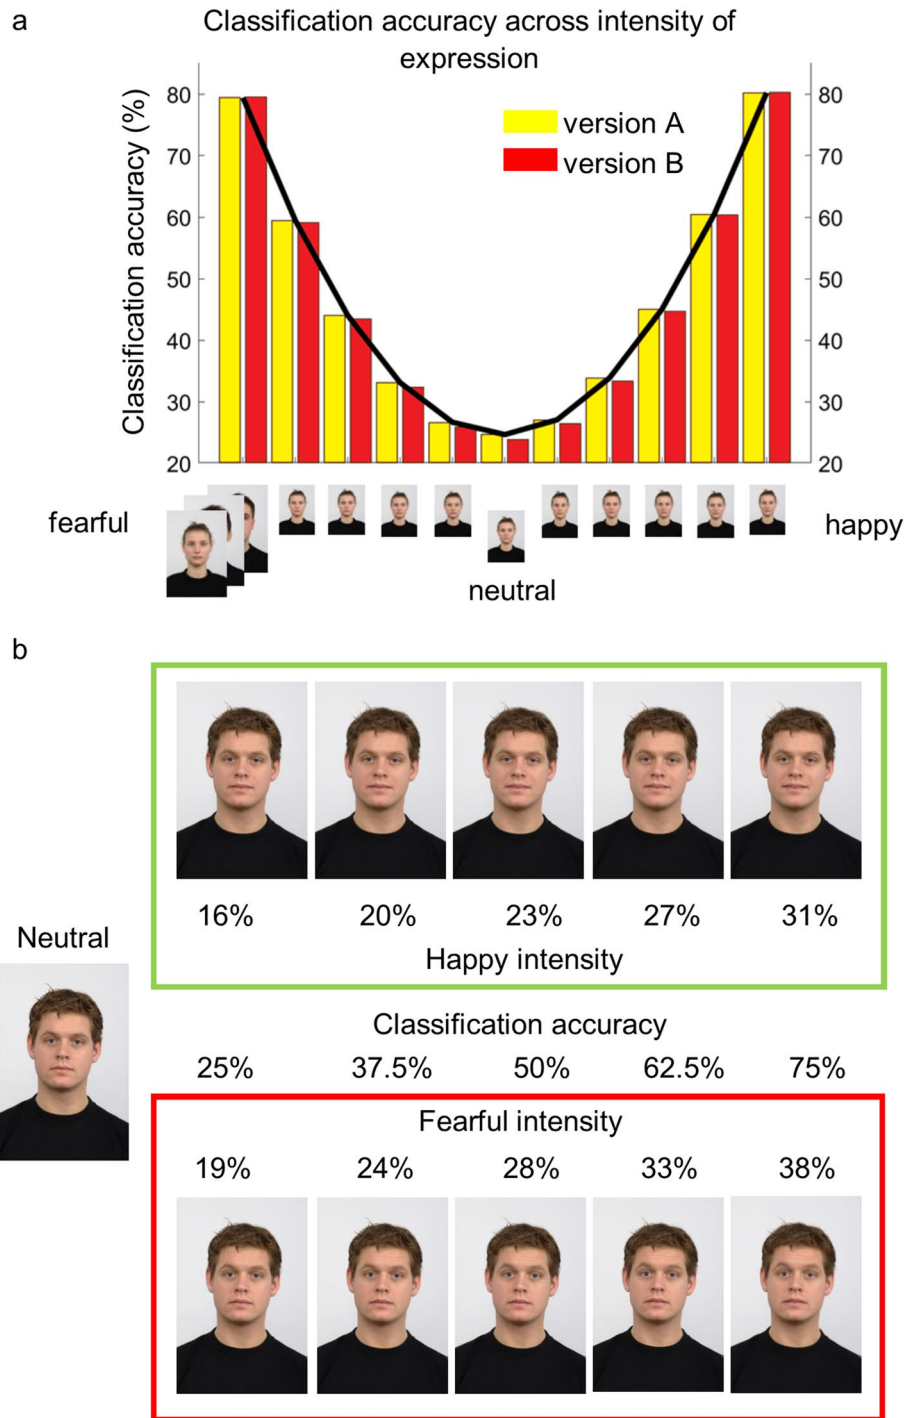 a
Classification accuracy across intensity of
expression
Classification accuracy (%)
80
70
60
50
40
30
20
80
70
60
50
40
30
20
version A
version B
fearful
neutral
happy
b
Neutral
16% 20% 23% 27% 31%
Happy intensity
Classification accuracy
25% 37.5% 50% 62.5% 75%
Fearful intensity
19% 24% 28% 33% 38%